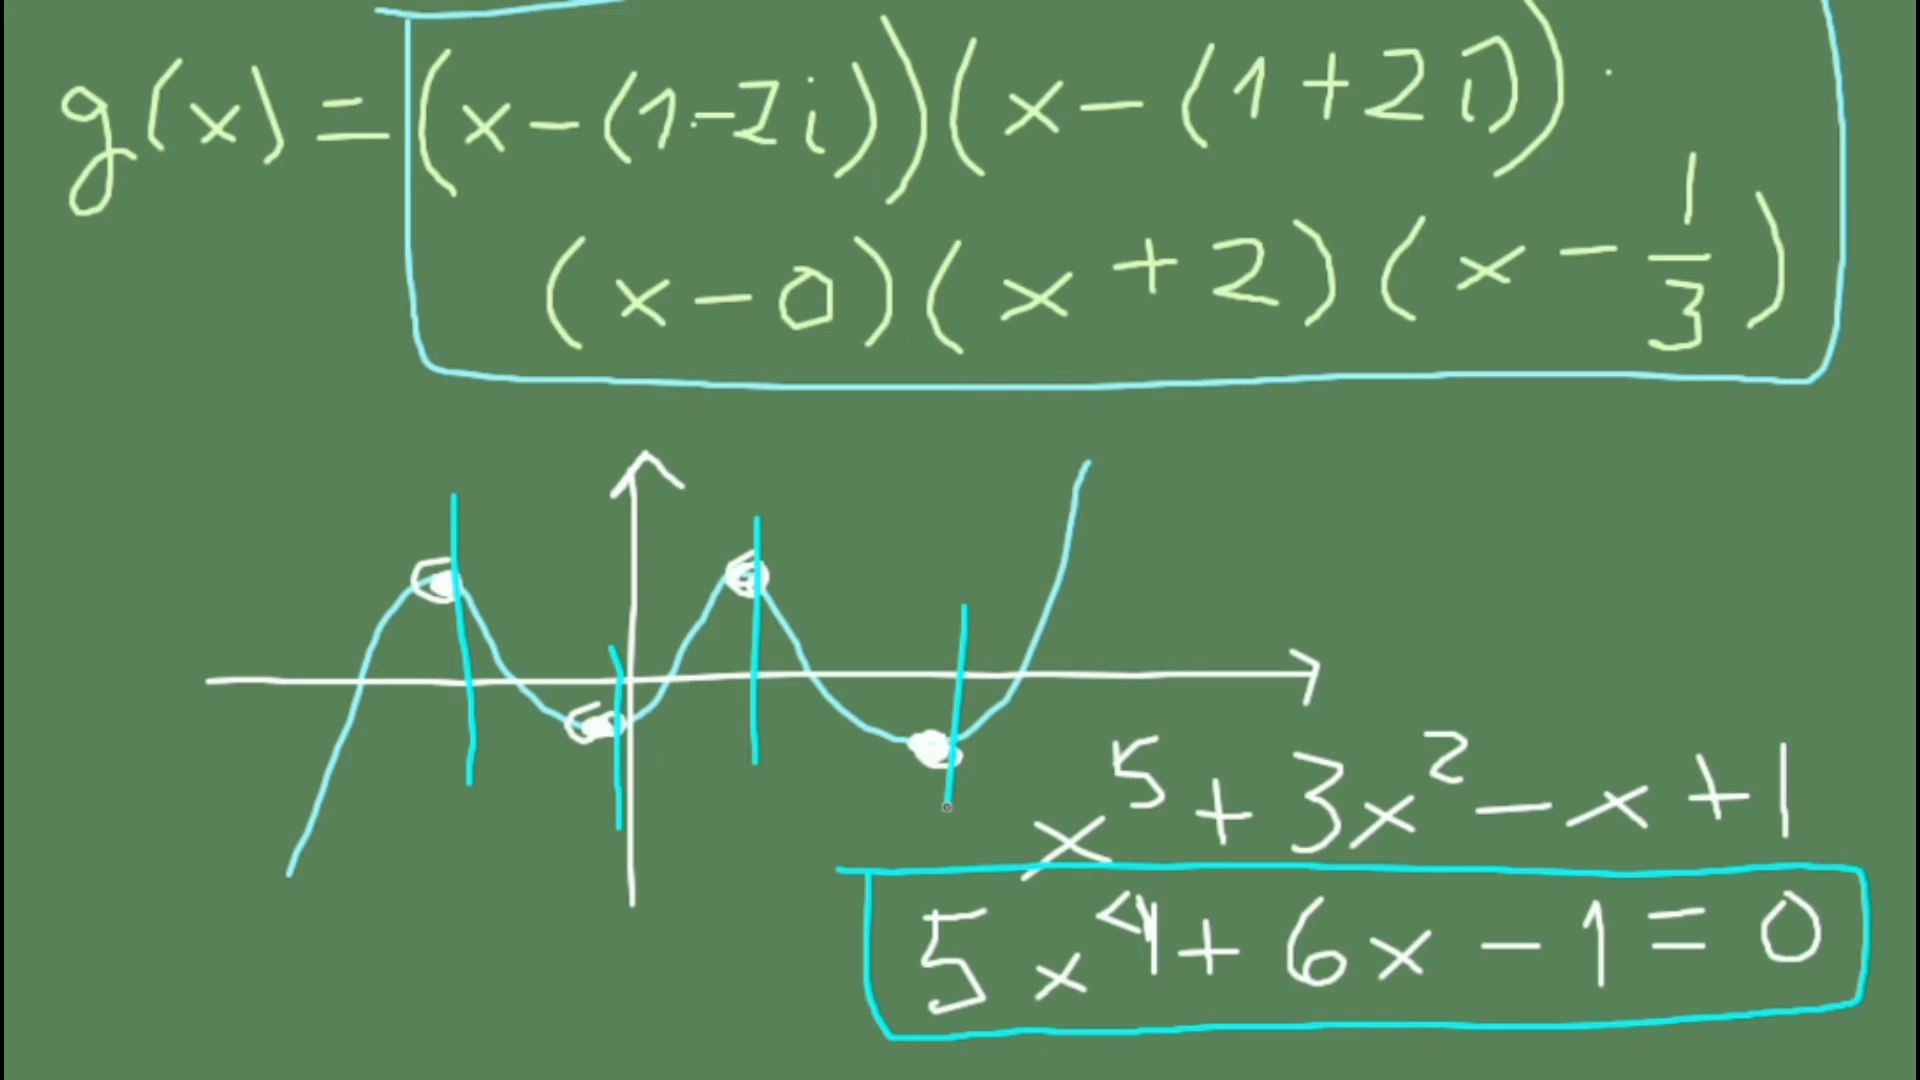 g(x) = (x-(1-2i))(x-(1+2i)) ·
(x-0)(x+2)(x-1/3)
x⁵+3x²-x+1
5x⁴+6x-1=0